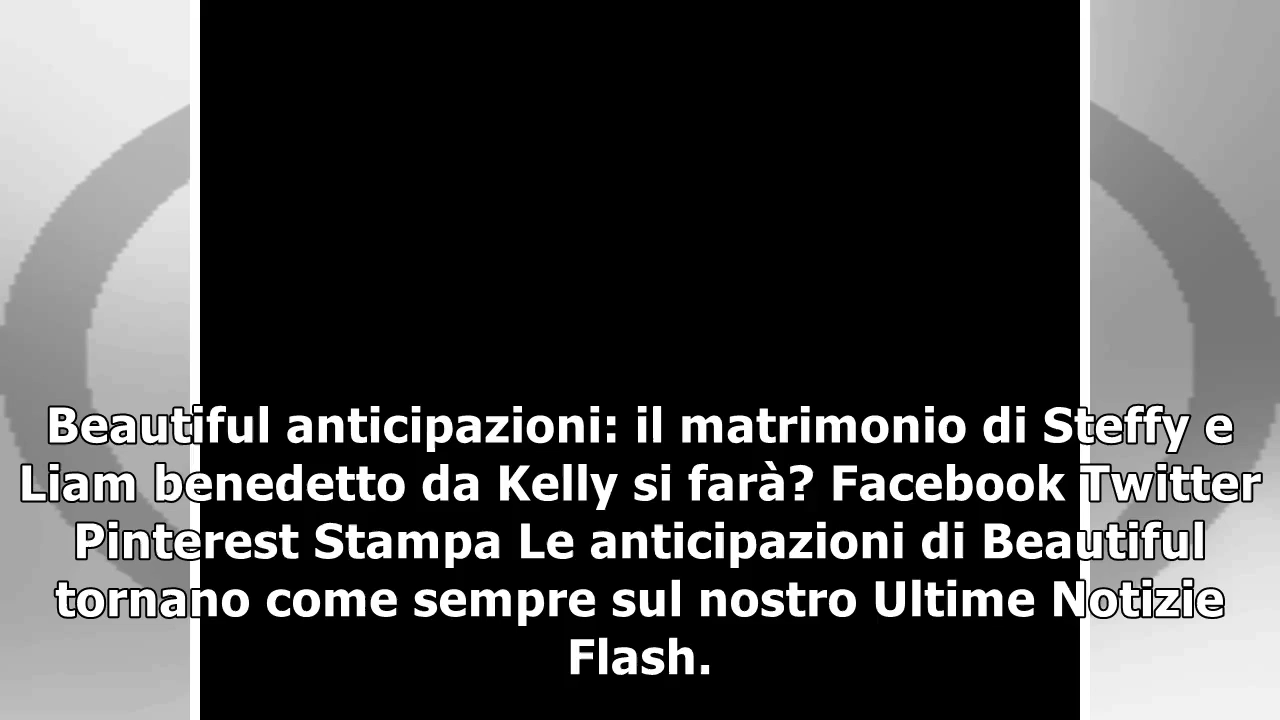 Beautiful anticipazioni: il matrimonio di Steffy e
Liam benedetto da Kelly si farà? Facebook Twitter
Pinterest Stampa Le anticipazioni di Beautiful
tornano come sempre sul nostro Ultime Notizie
Flash.